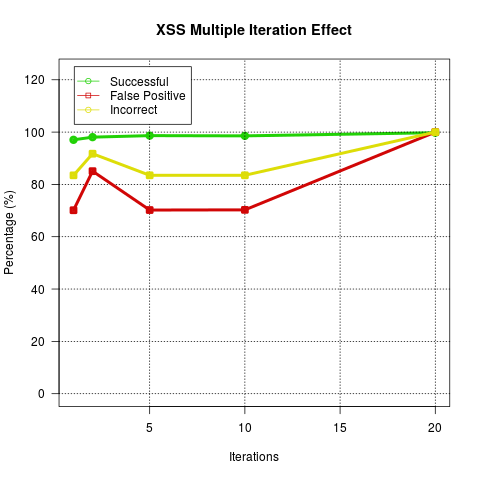 XSS Multiple Iteration Effect
Successful
False Positive
Incorrect
120
100
80
60
40
20
0
Percentage (%)
5 10 15 20
Iterations